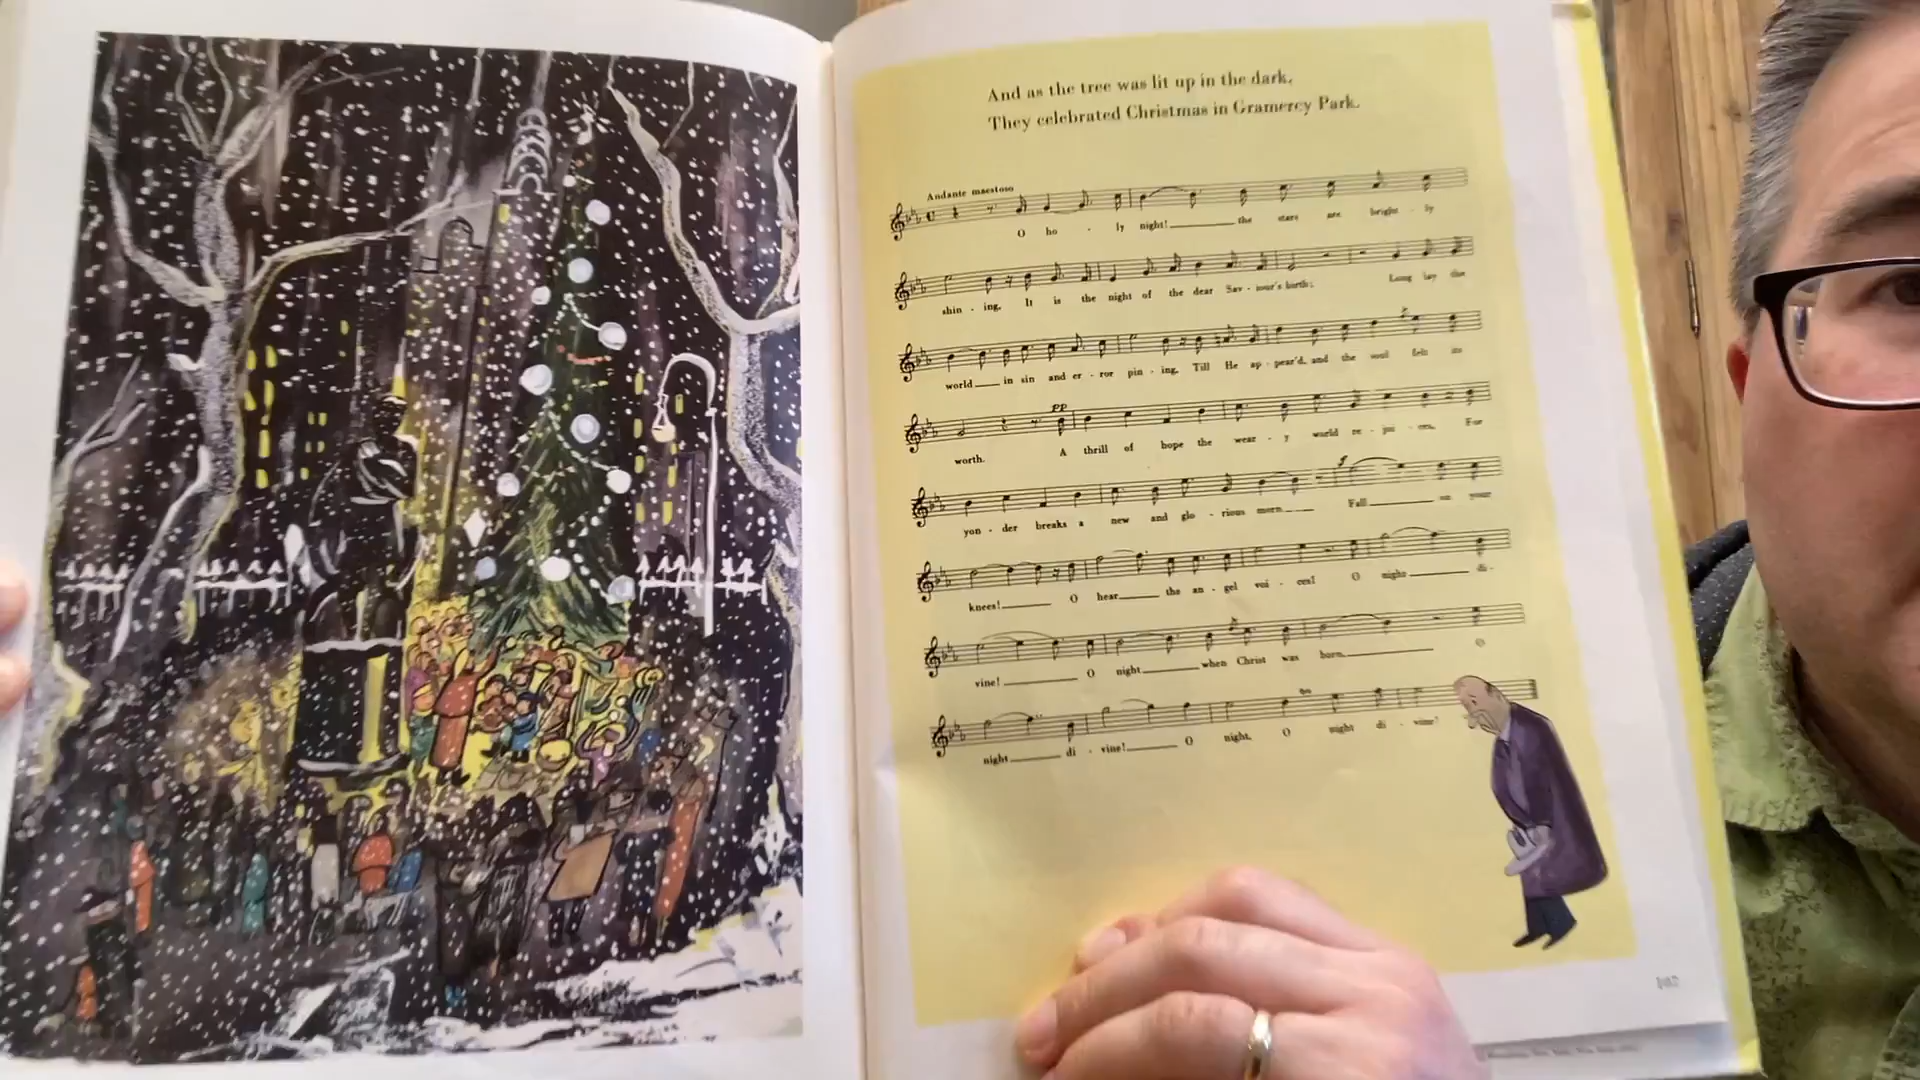 And as the tree was lit up in the dark,
They celebrated Christmas in Gramercy Park.
Andante maestoso
O ho - ly night! the stars are bright - ly
shin - ing, It is the night of the dear Sav - iour's birth; Long lay the
world in sin and er - ror pin - ing, Till He ap - pear'd, and the soul felt its
pp
worth. A thrill of hope the wear - y world re - joi - ces, For
f
yon - der breaks a new and glo - rious morn. Fall on your
knees! O hear the an - gel voi - ces! O night di-
vine! O night when Christ was born. O
night di - vine! O night, O night di - vine!